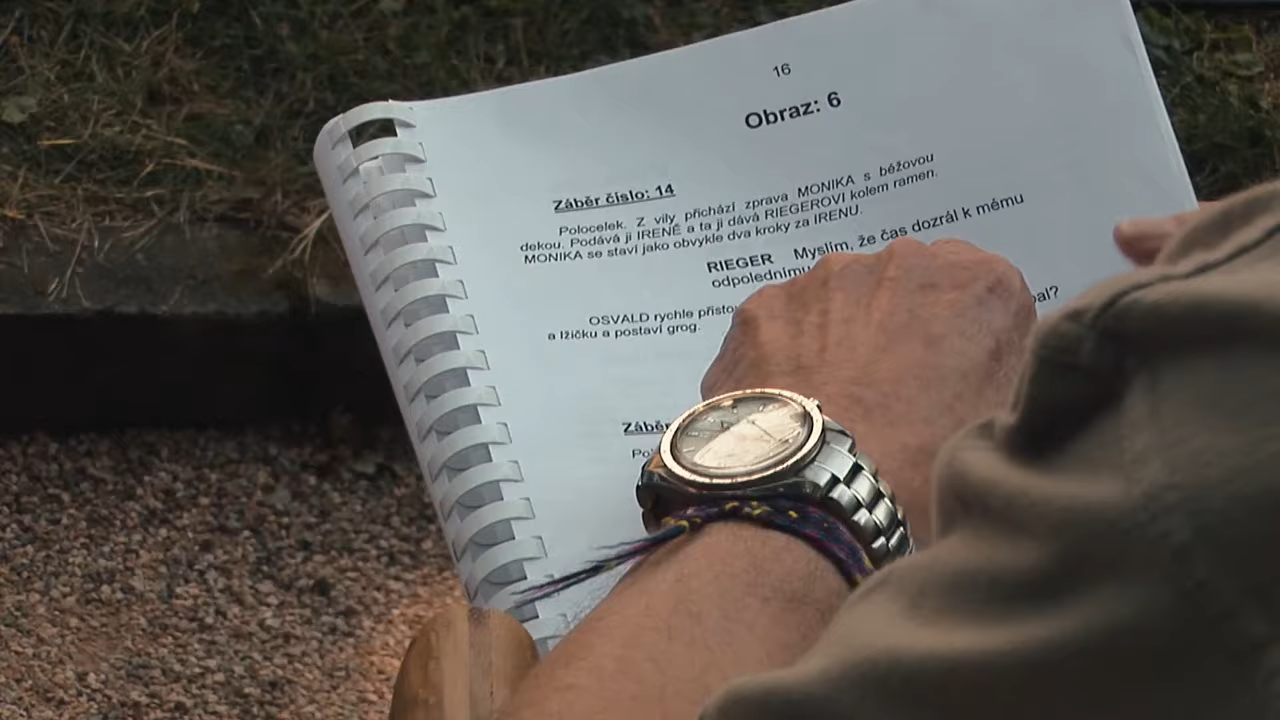 16
Obraz: 6
Záběr číslo: 14
Polocelek. Z vily přichází zprava MONIKA s béžovou
dekou. Podává ji IRENĚ a ta ji dává RIEGEROVI kolem ramen.
MONIKA se staví jako obvykle dva kroky za IRENU.
RIEGER Myslím, že čas dozrál k mému
odpolednímu
OSVALD rychle
a lžičku a postaví grog.
Záběr